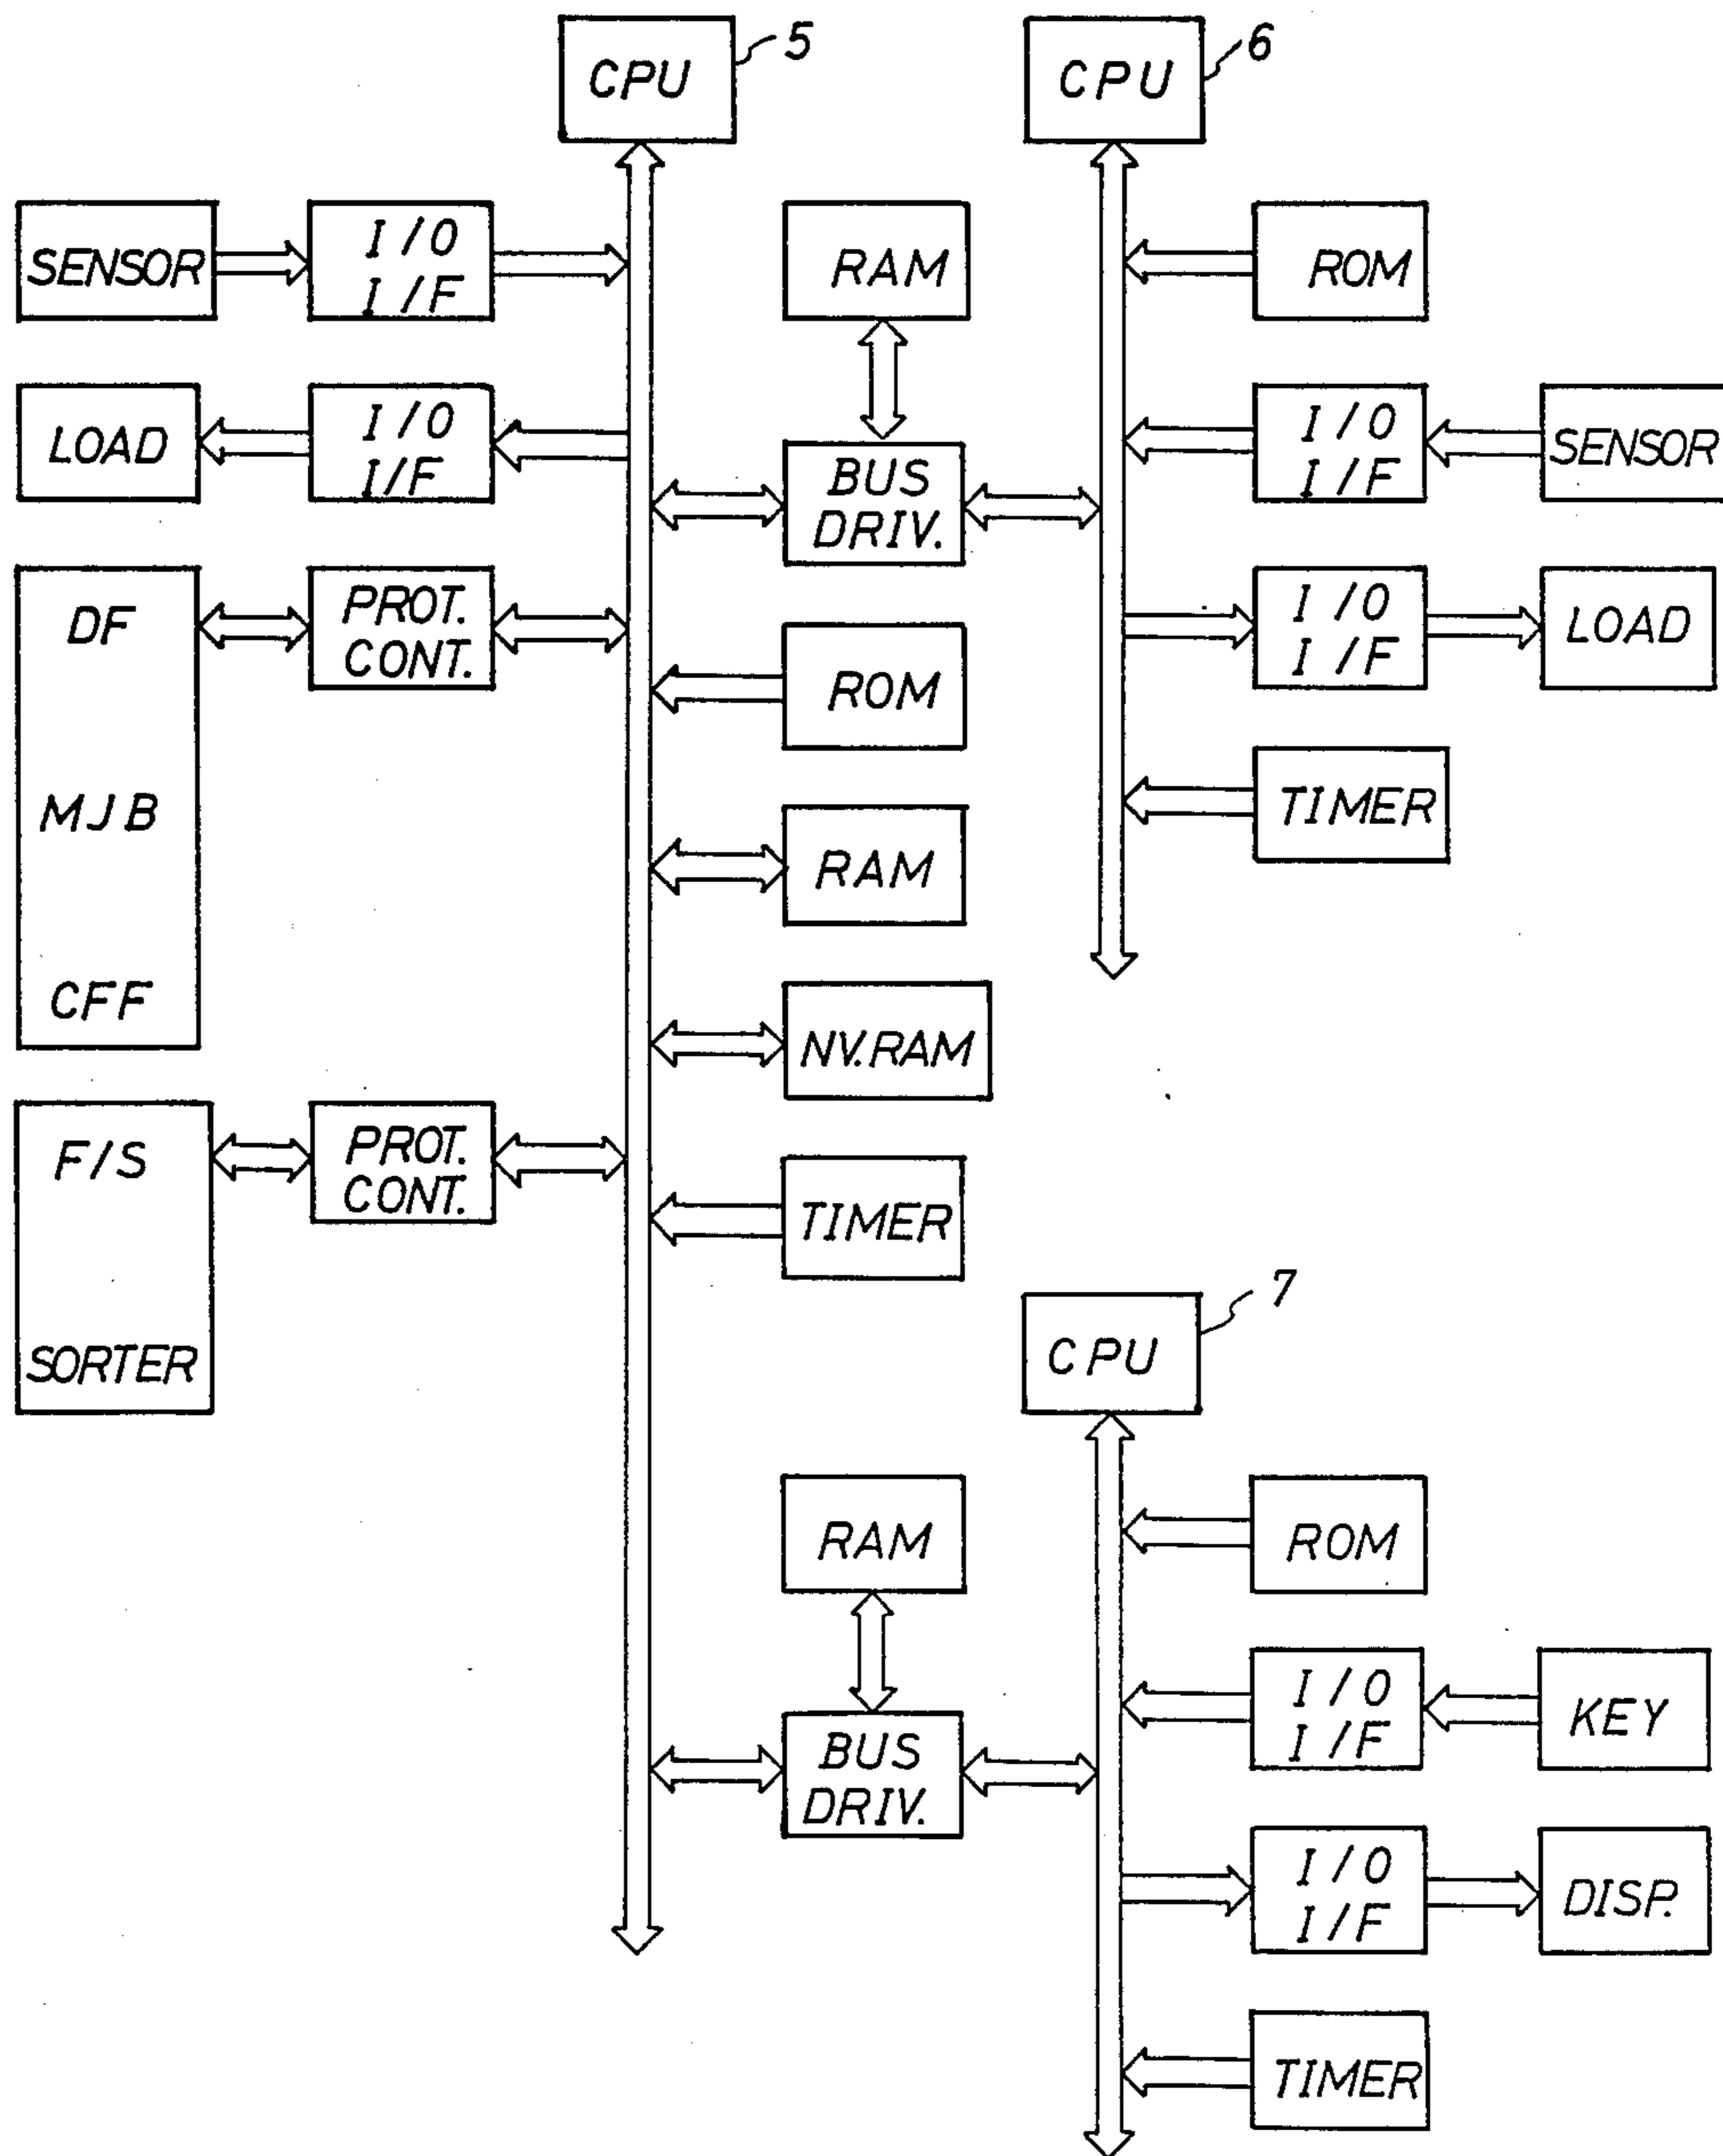 CPU
5
CPU
6
SENSOR
I/O
I/F
RAM
ROM
LOAD
I/O
I/F
BUS
DRIV.
I/O
I/F
SENSOR
DF
MJB
CFF
PROT.
CONT.
ROM
I/O
I/F
LOAD
RAM
TIMER
NV.RAM
F/S
SORTER
PROT.
CONT.
TIMER
CPU
7
RAM
ROM
BUS
DRIV.
I/O
I/F
KEY
I/O
I/F
DISP.
TIMER